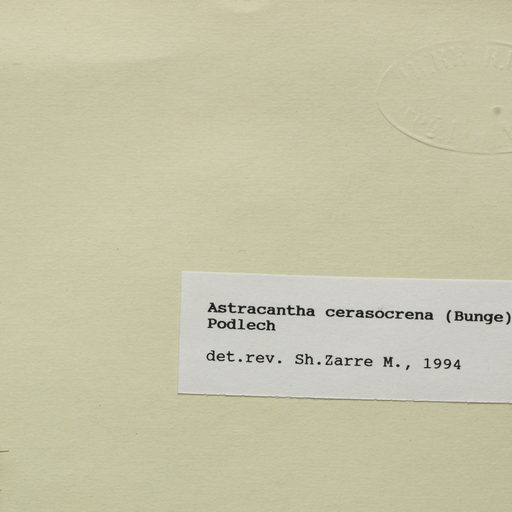 Astracantha cerasocrena (Bunge)
Podlech
det.rev. Sh.Zarre M., 1994